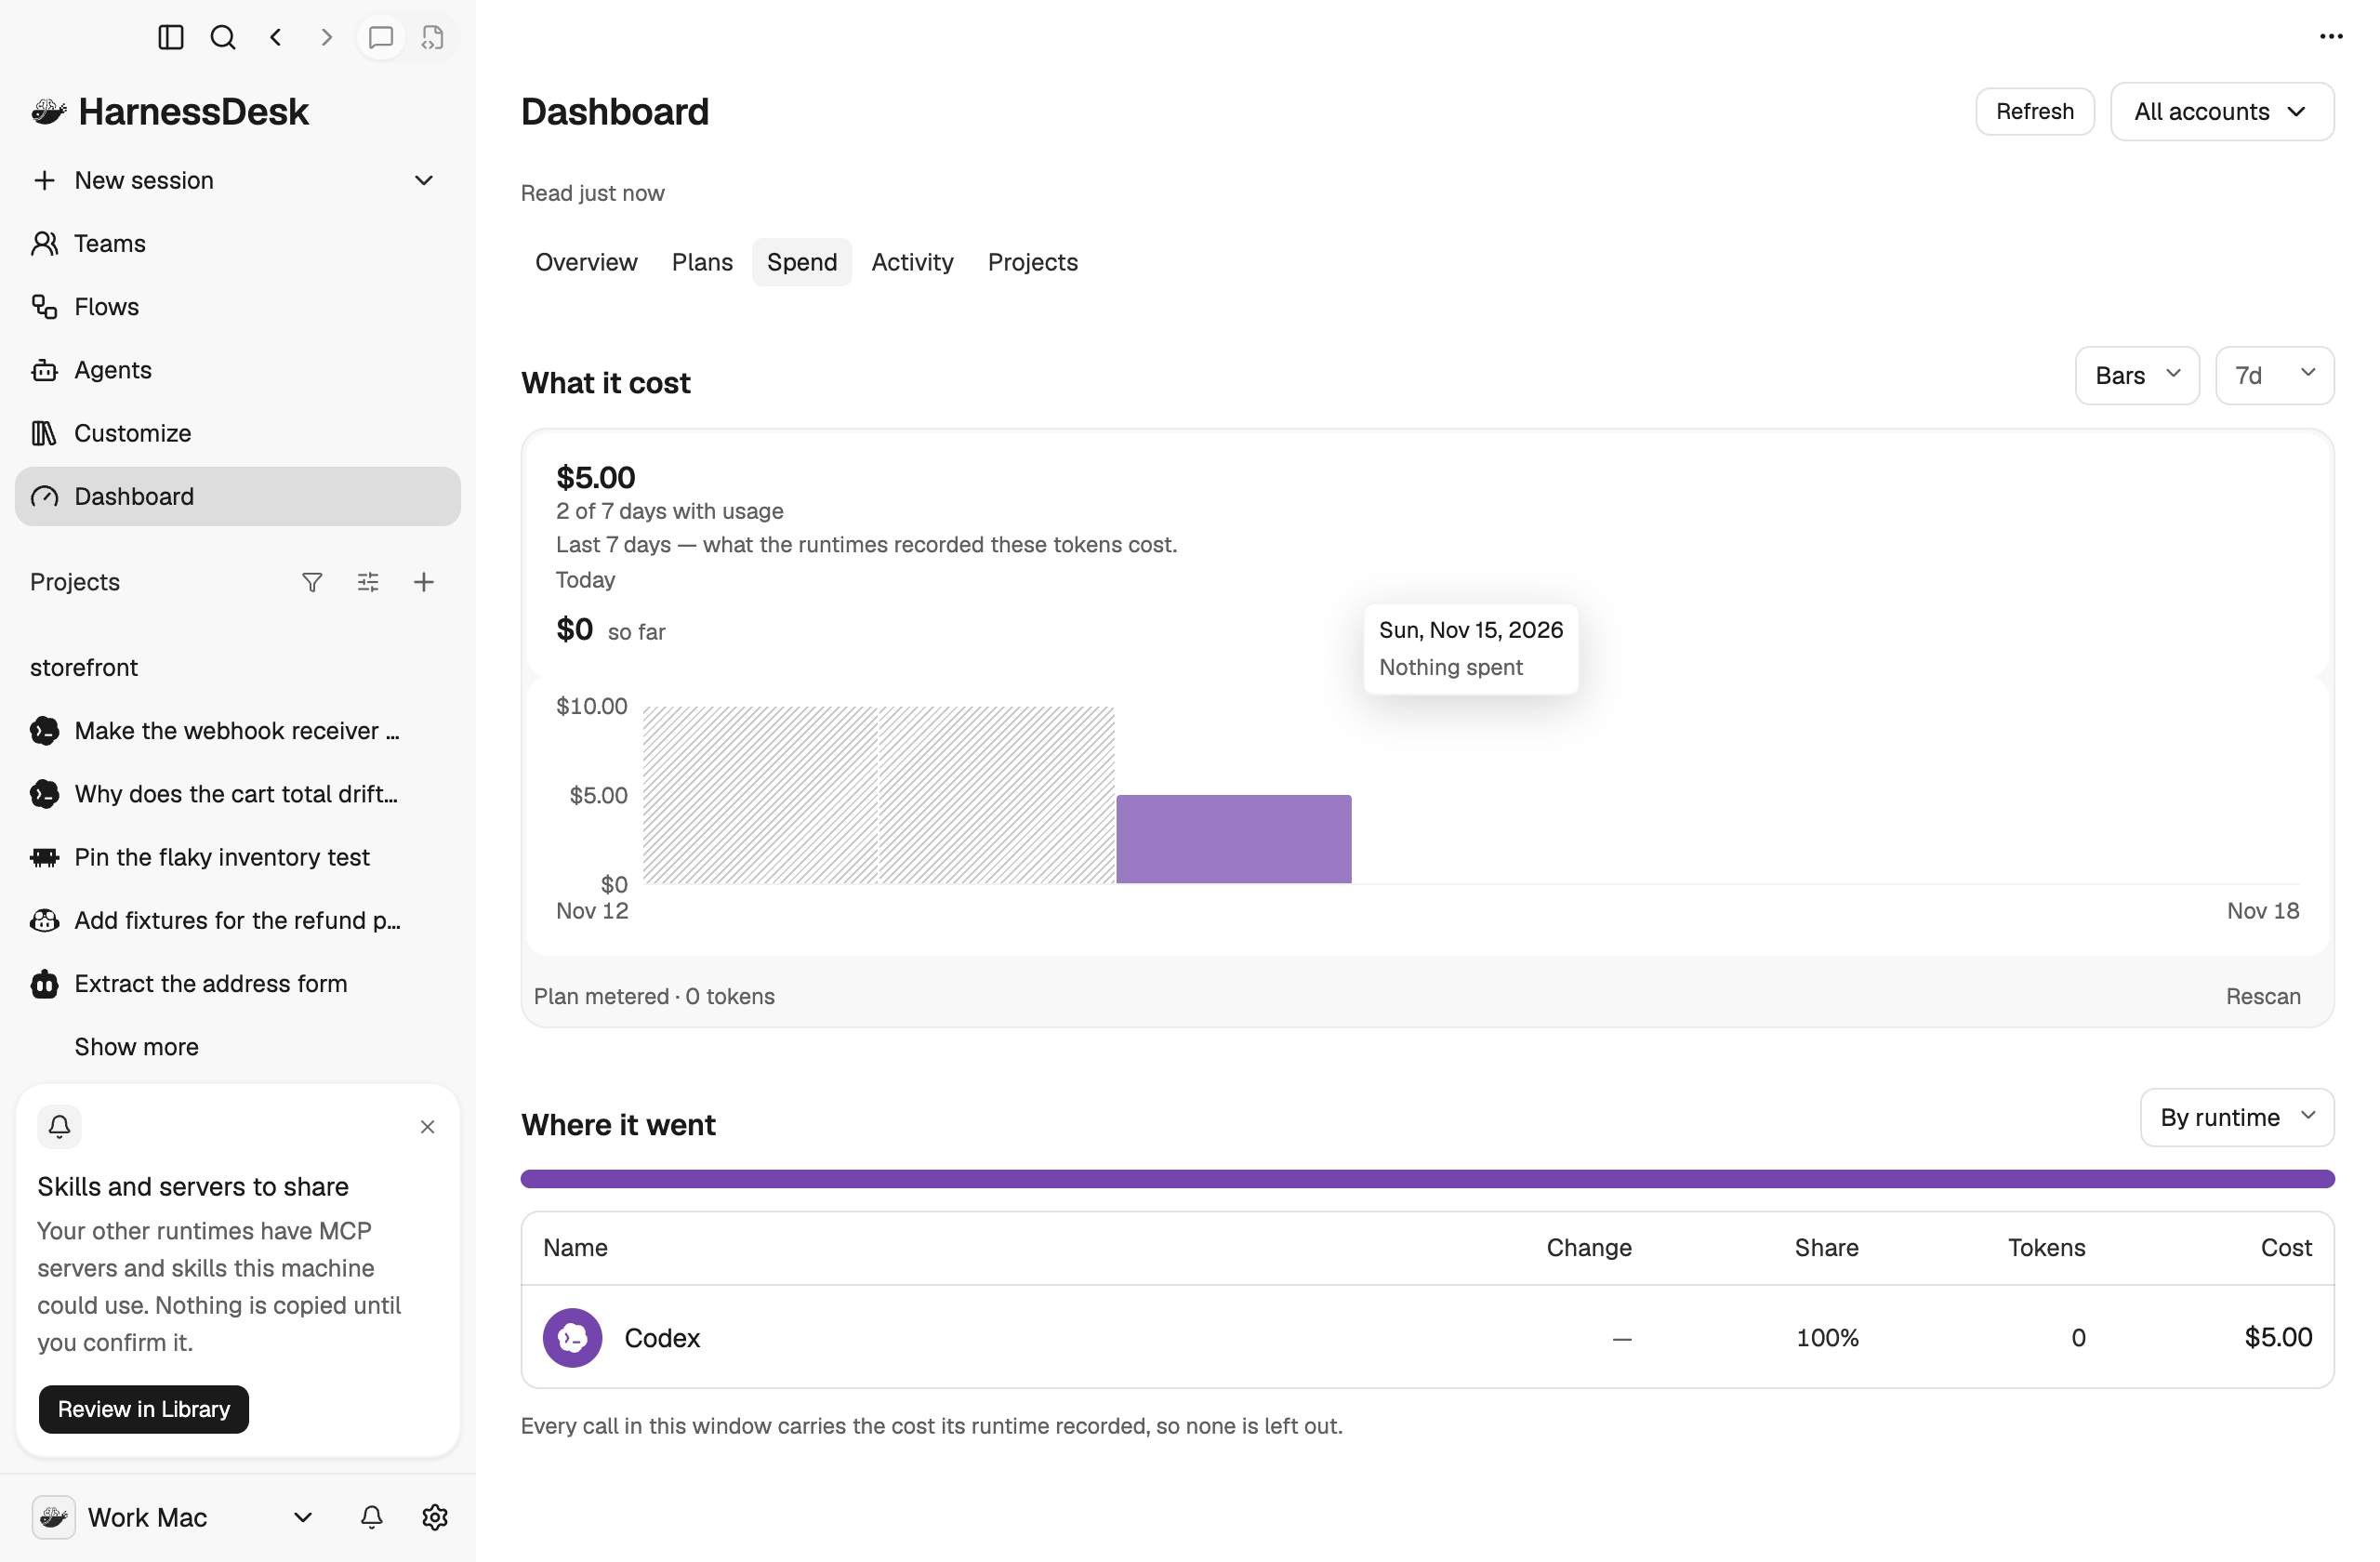 HarnessDesk
New session
Teams
Flows
Agents
Customize
Dashboard
Projects
storefront
Make the webhook receiver ...
Why does the cart total drift...
Pin the flaky inventory test
Add fixtures for the refund p...
Extract the address form
Show more
Skills and servers to share
Your other runtimes have MCP
servers and skills this machine
could use. Nothing is copied until
you confirm it.
Review in Library
Work Mac
Dashboard
Refresh
All accounts
Read just now
Overview
Plans
Spend
Activity
Projects
What it cost
Bars
7d
$5.00
2 of 7 days with usage
Last 7 days — what the runtimes recorded these tokens cost.
Today
$0 so far
Sun, Nov 15, 2026
Nothing spent
$10.00
$5.00
$0
Nov 12
Nov 18
Plan metered · 0 tokens
Rescan
Where it went
By runtime
Name Change Share Tokens Cost
Codex — 100% 0 $5.00
Every call in this window carries the cost its runtime recorded, so none is left out.